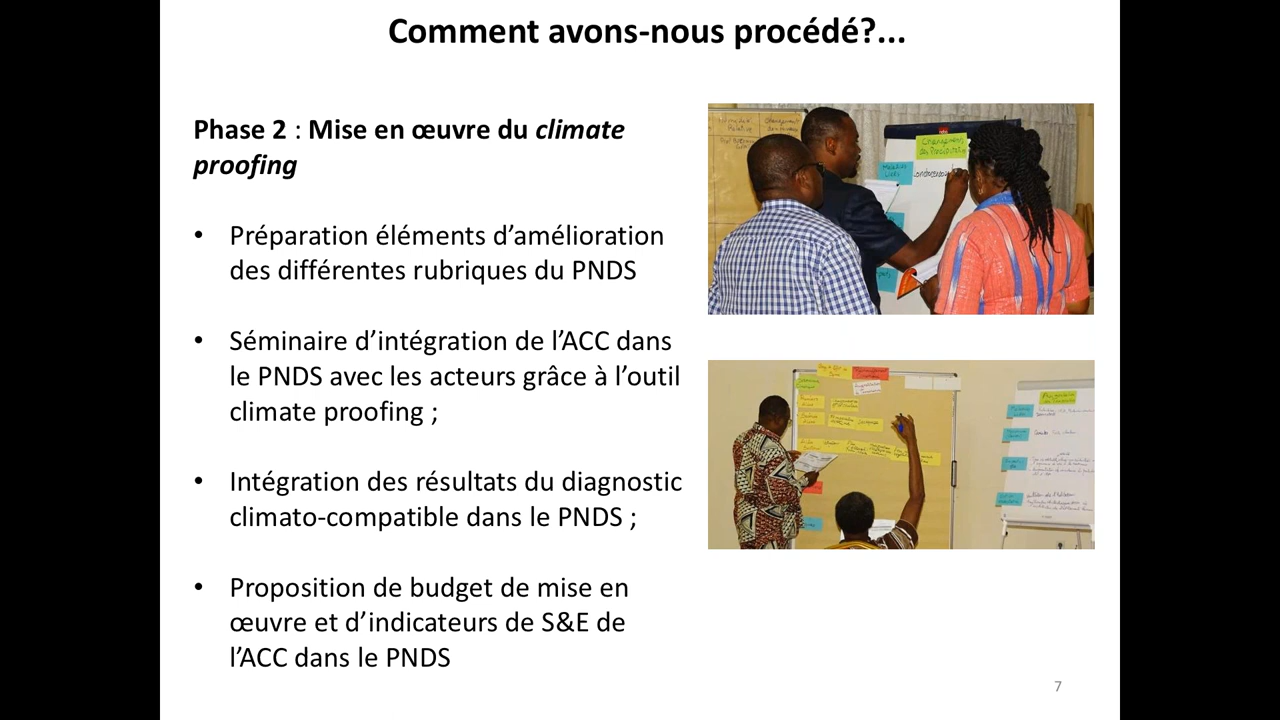 Comment avons-nous procédé?...
Phase 2 : Mise en œuvre du climate
proofing
• Préparation éléments d’amélioration
des différentes rubriques du PNDS
• Séminaire d’intégration de l’ACC dans
le PNDS avec les acteurs grâce à l’outil
climate proofing ;
• Intégration des résultats du diagnostic
climato-compatible dans le PNDS ;
• Proposition de budget de mise en
œuvre et d’indicateurs de S&E de
l’ACC dans le PNDS
7